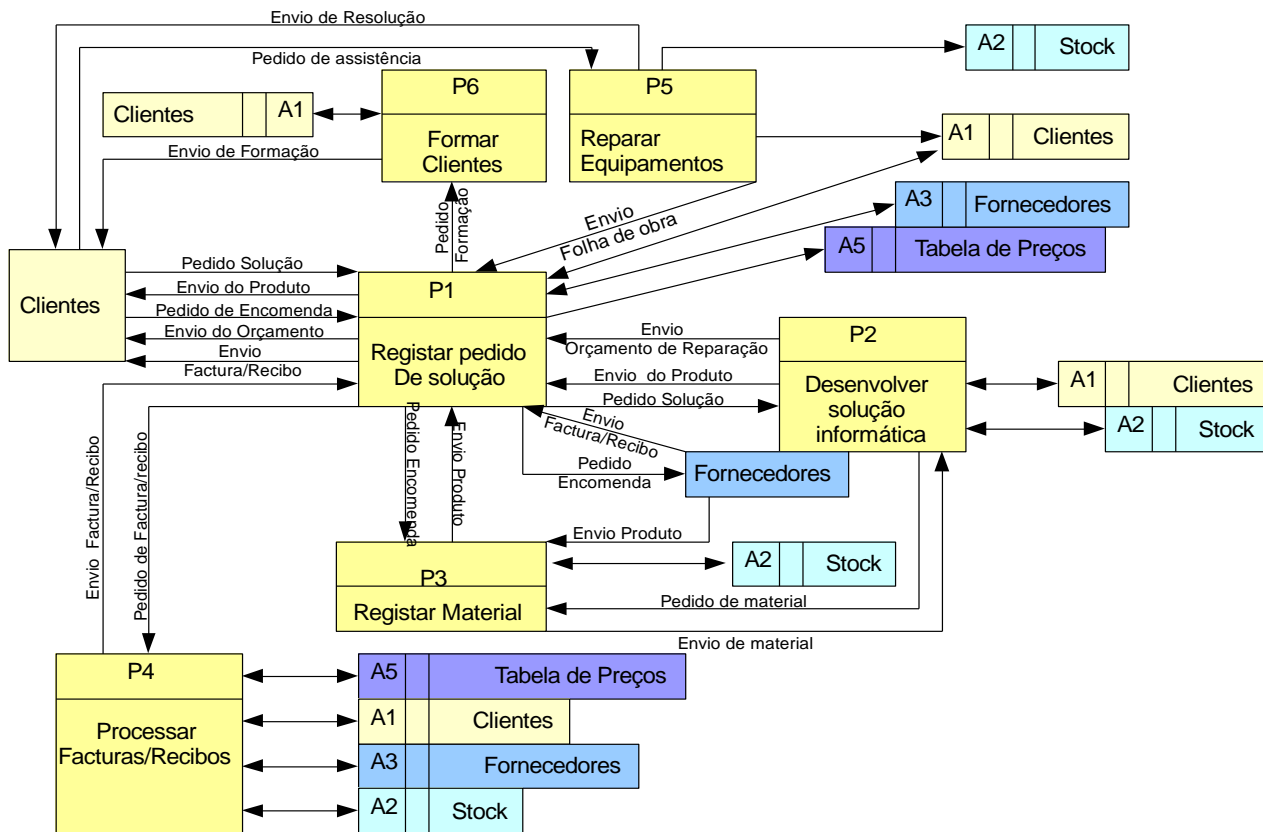 Envio de Resolução
Pedido de assistência
A2 Stock
P6
P5
Clientes A1
Formar
Clientes
Reparar
Equipamentos
A1 Clientes
Envio de Formação
A3 Fornecedores
Pedido
Formação
Envio
Folha de obra
A5 Tabela de Preços
Clientes
Pedido Solução
Envio do Produto
Pedido de Encomenda
Envio do Orçamento
Envio
Factura/Recibo
P1
Registar pedido
De solução
Envio
Orçamento de Reparação
Envio do Produto
Pedido Solução
P2
Desenvolver
solução
informática
A1 Clientes
A2 Stock
Envio
Factura/Recibo
Pedido
Encomenda
Fornecedores
Envio Factura/Recibo
Pedido de Factura/recibo
Pedido Encomenda
Envio Produto
Envio Produto
P3
Registar Material
A2 Stock
Pedido de material
Envio de material
P4
Processar
Facturas/Recibos
A5 Tabela de Preços
A1 Clientes
A3 Fornecedores
A2 Stock